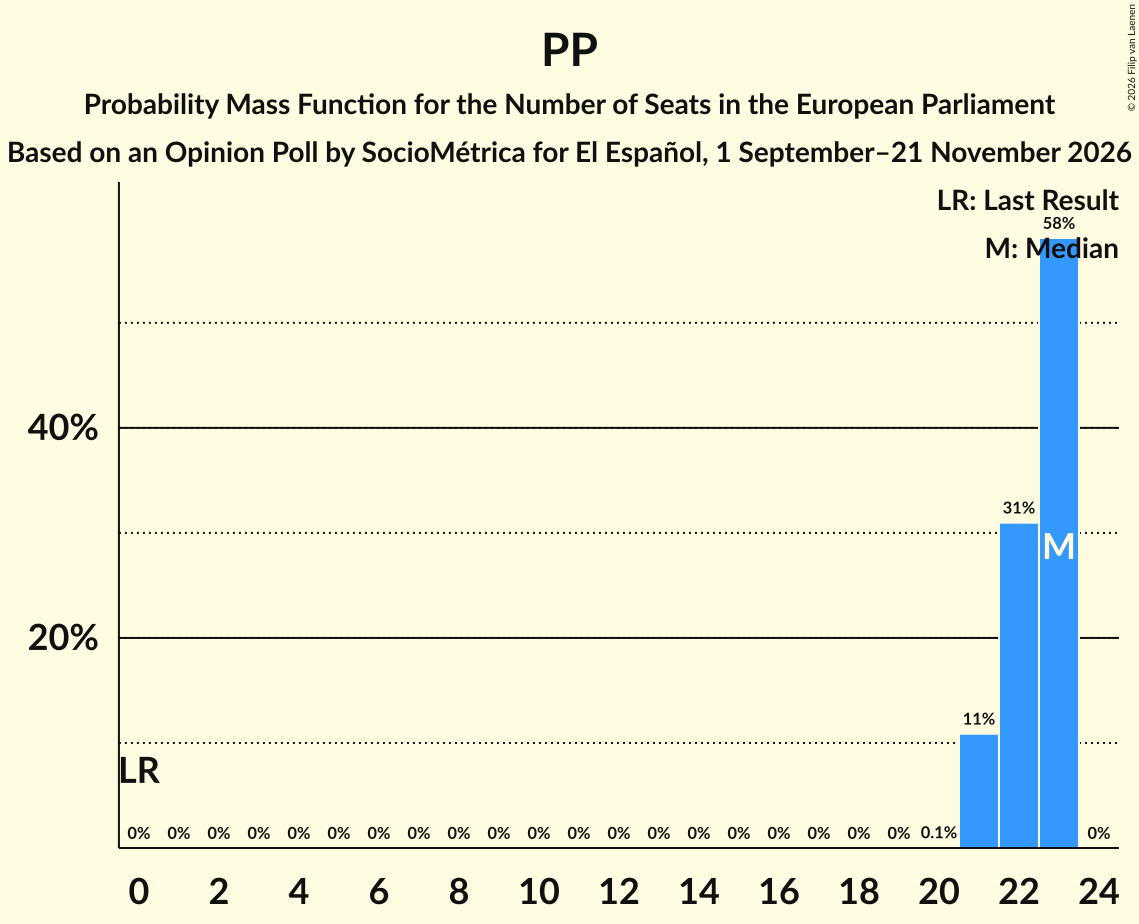 PP
Probability Mass Function for the Number of Seats in the European Parliament
Based on an Opinion Poll by SocioMétrica for El Español, 1 September–21 November 2026
© 2026 Filip van Laenen
LR: Last Result
M: Median
58%
40%
31%
M
20%
11%
LR
0% 0% 0% 0% 0% 0% 0% 0% 0% 0% 0% 0% 0% 0% 0% 0% 0% 0% 0% 0% 0.1% 0%
0 2 4 6 8 10 12 14 16 18 20 22 24